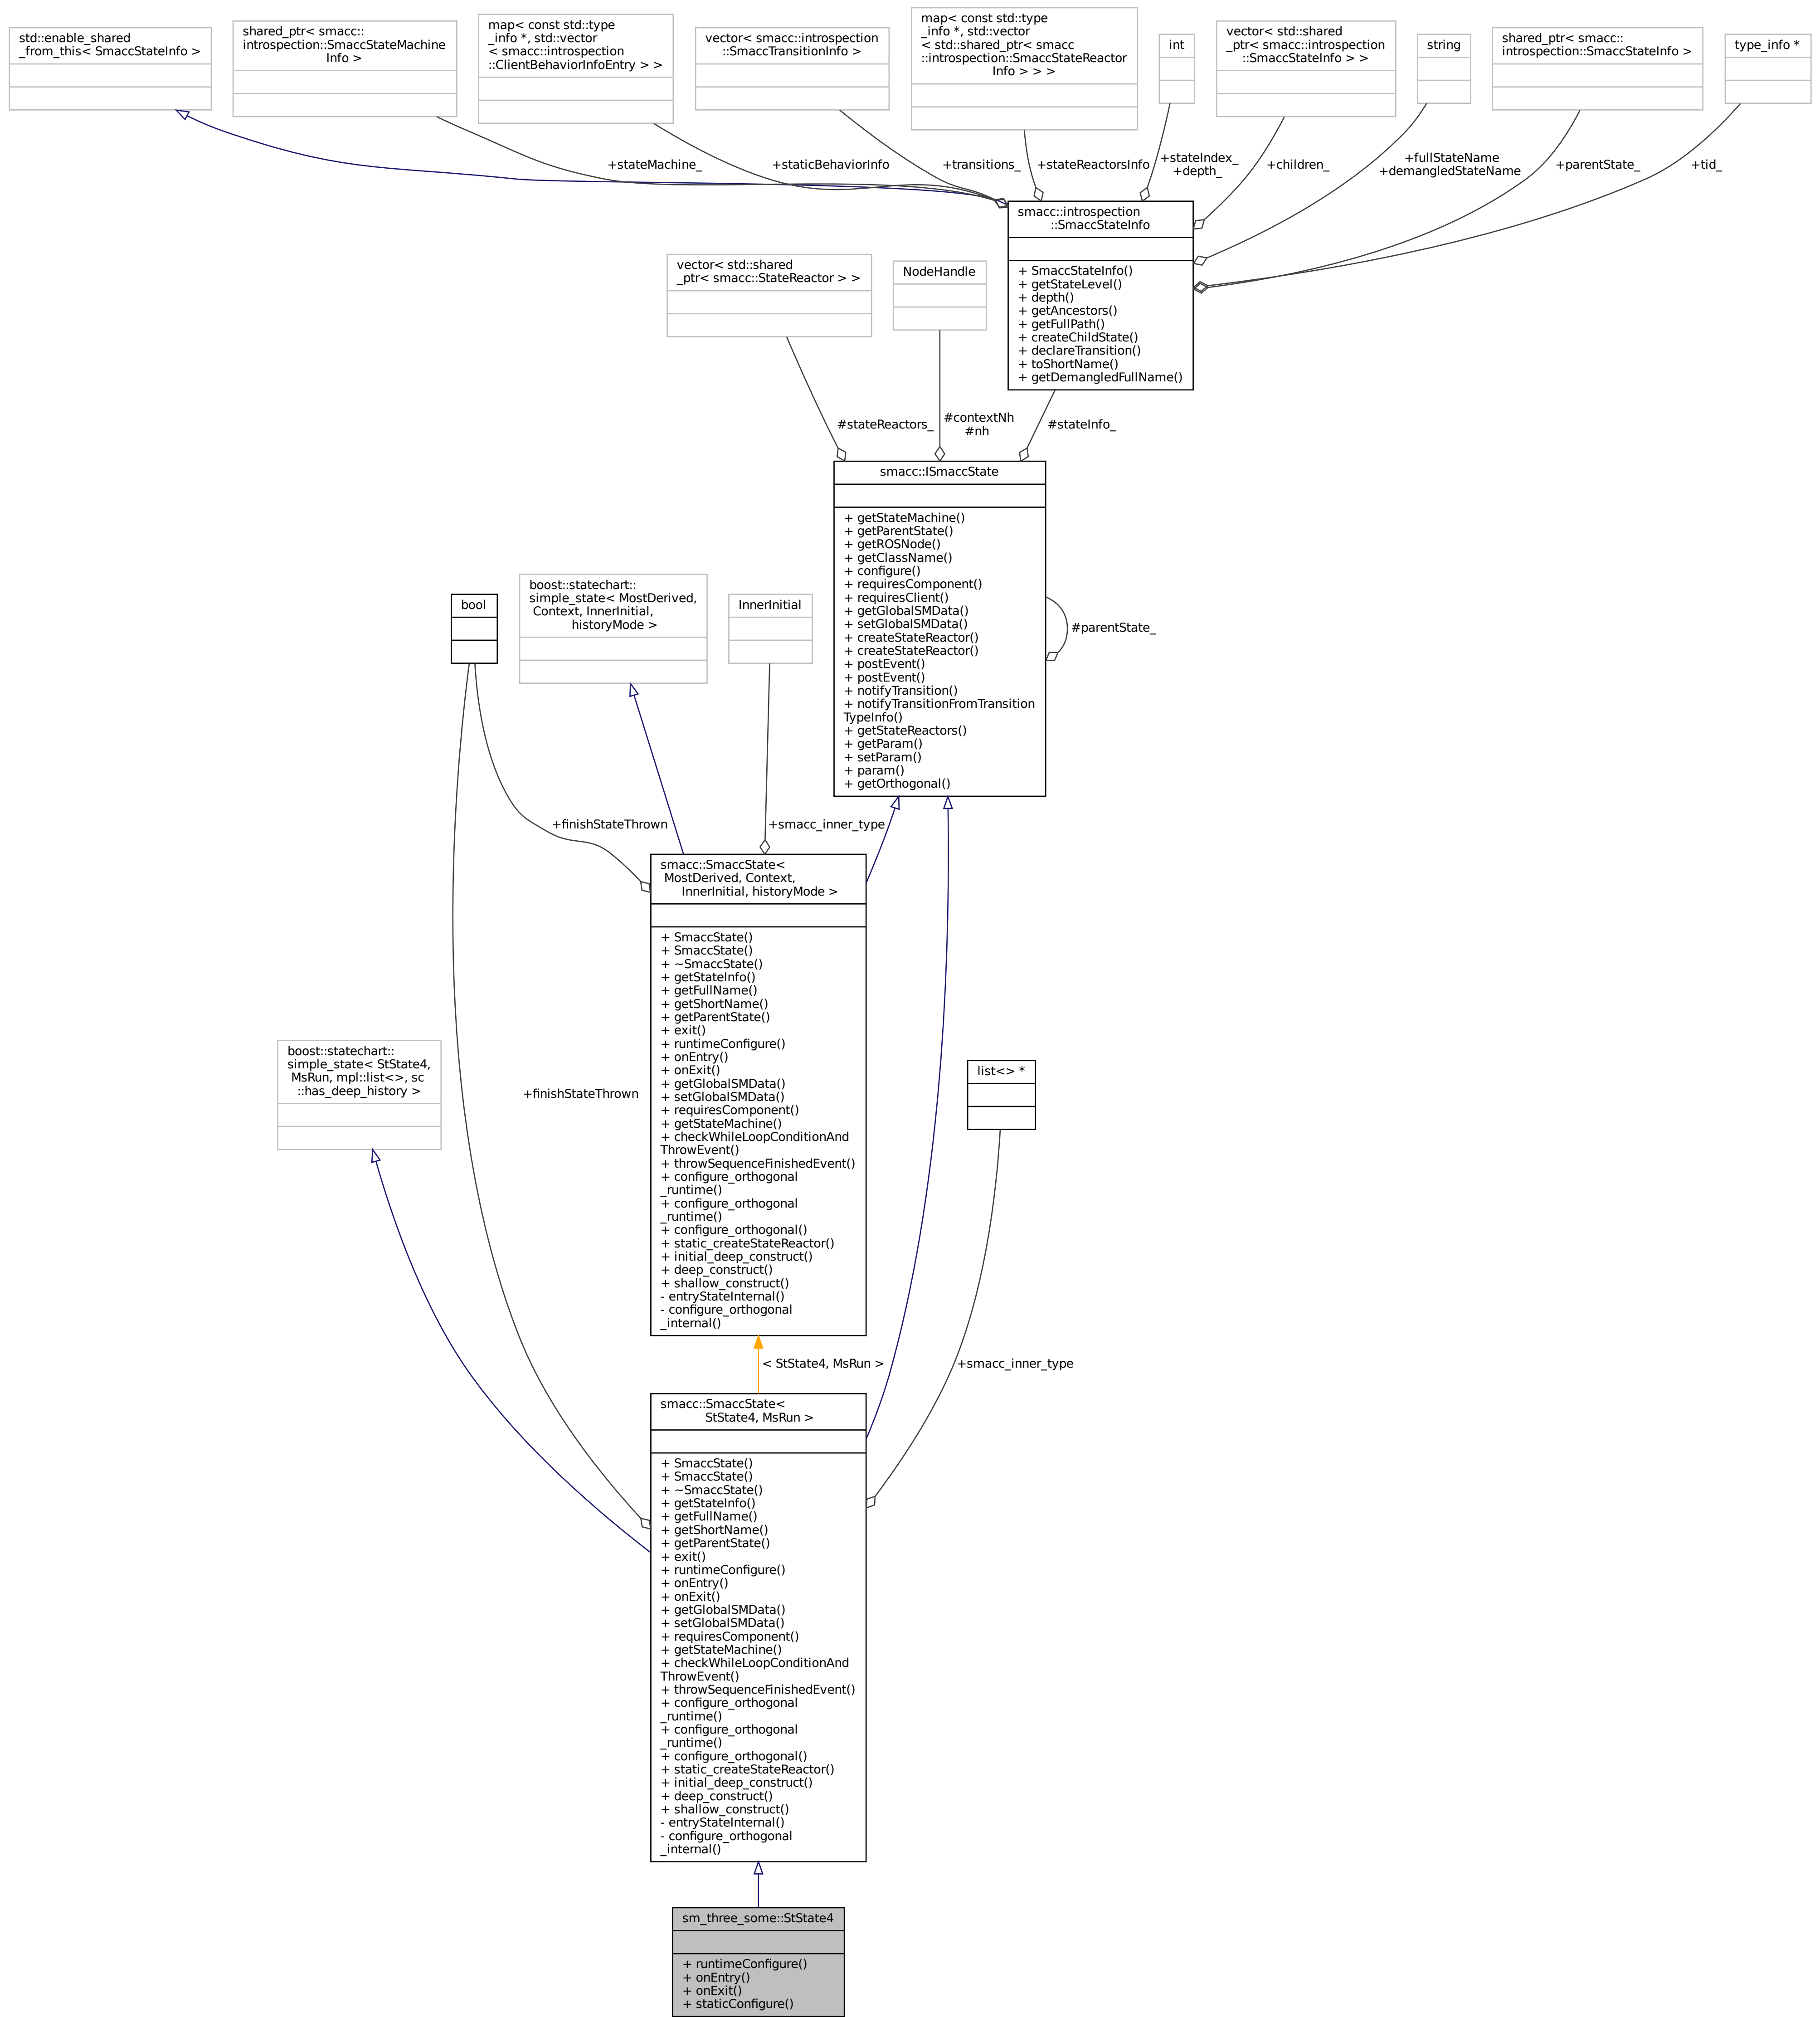 std::enable_shared
_from_this< SmaccStateInfo >
shared_ptr< smacc::
introspection::SmaccStateMachine
Info >
map< const std::type
_info *, std::vector
< smacc::introspection
::ClientBehaviorInfoEntry > >
vector< smacc::introspection
::SmaccTransitionInfo >
map< const std::type
_info *, std::vector
< std::shared_ptr< smacc
::introspection::SmaccStateReactor
Info > > >
int
vector< std::shared
_ptr< smacc::introspection
::SmaccStateInfo > >
string
shared_ptr< smacc::
introspection::SmaccStateInfo >
type_info *
+stateMachine_
+staticBehaviorInfo
+transitions_
+stateReactorsInfo
+stateIndex_
+depth_
+children_
+fullStateName
+demangledStateName
+parentState_
+tid_
smacc::introspection
::SmaccStateInfo
+ SmaccStateInfo()
+ getStateLevel()
+ depth()
+ getAncestors()
+ getFullPath()
+ createChildState()
+ declareTransition()
+ toShortName()
+ getDemangledFullName()
vector< std::shared
_ptr< smacc::StateReactor > >
NodeHandle
#stateReactors_
#contextNh
#nh
#stateInfo_
smacc::ISmaccState
+ getStateMachine()
+ getParentState()
+ getROSNode()
+ getClassName()
+ configure()
+ requiresComponent()
+ requiresClient()
+ getGlobalSMData()
+ setGlobalSMData()
+ createStateReactor()
+ createStateReactor()
+ postEvent()
+ postEvent()
+ notifyTransition()
+ notifyTransitionFromTransition
TypeInfo()
+ getStateReactors()
+ getParam()
+ setParam()
+ param()
+ getOrthogonal()
#parentState_
bool
boost::statechart::
simple_state< MostDerived,
Context, InnerInitial,
historyMode >
InnerInitial
+finishStateThrown
+smacc_inner_type
smacc::SmaccState<
MostDerived, Context,
InnerInitial, historyMode >
+ SmaccState()
+ SmaccState()
+ ~SmaccState()
+ getStateInfo()
+ getFullName()
+ getShortName()
+ getParentState()
+ exit()
+ runtimeConfigure()
+ onEntry()
+ onExit()
+ getGlobalSMData()
+ setGlobalSMData()
+ requiresComponent()
+ getStateMachine()
+ checkWhileLoopConditionAnd
ThrowEvent()
+ throwSequenceFinishedEvent()
+ configure_orthogonal
_runtime()
+ configure_orthogonal
_runtime()
+ configure_orthogonal()
+ static_createStateReactor()
+ initial_deep_construct()
+ deep_construct()
+ shallow_construct()
- entryStateInternal()
- configure_orthogonal
_internal()
boost::statechart::
simple_state< StState4,
MsRun, mpl::list<>, sc
::has_deep_history >
+finishStateThrown
list<> *
< StState4, MsRun >
+smacc_inner_type
smacc::SmaccState<
StState4, MsRun >
+ SmaccState()
+ SmaccState()
+ ~SmaccState()
+ getStateInfo()
+ getFullName()
+ getShortName()
+ getParentState()
+ exit()
+ runtimeConfigure()
+ onEntry()
+ onExit()
+ getGlobalSMData()
+ setGlobalSMData()
+ requiresComponent()
+ getStateMachine()
+ checkWhileLoopConditionAnd
ThrowEvent()
+ throwSequenceFinishedEvent()
+ configure_orthogonal
_runtime()
+ configure_orthogonal
_runtime()
+ configure_orthogonal()
+ static_createStateReactor()
+ initial_deep_construct()
+ deep_construct()
+ shallow_construct()
- entryStateInternal()
- configure_orthogonal
_internal()
sm_three_some::StState4
+ runtimeConfigure()
+ onEntry()
+ onExit()
+ staticConfigure()